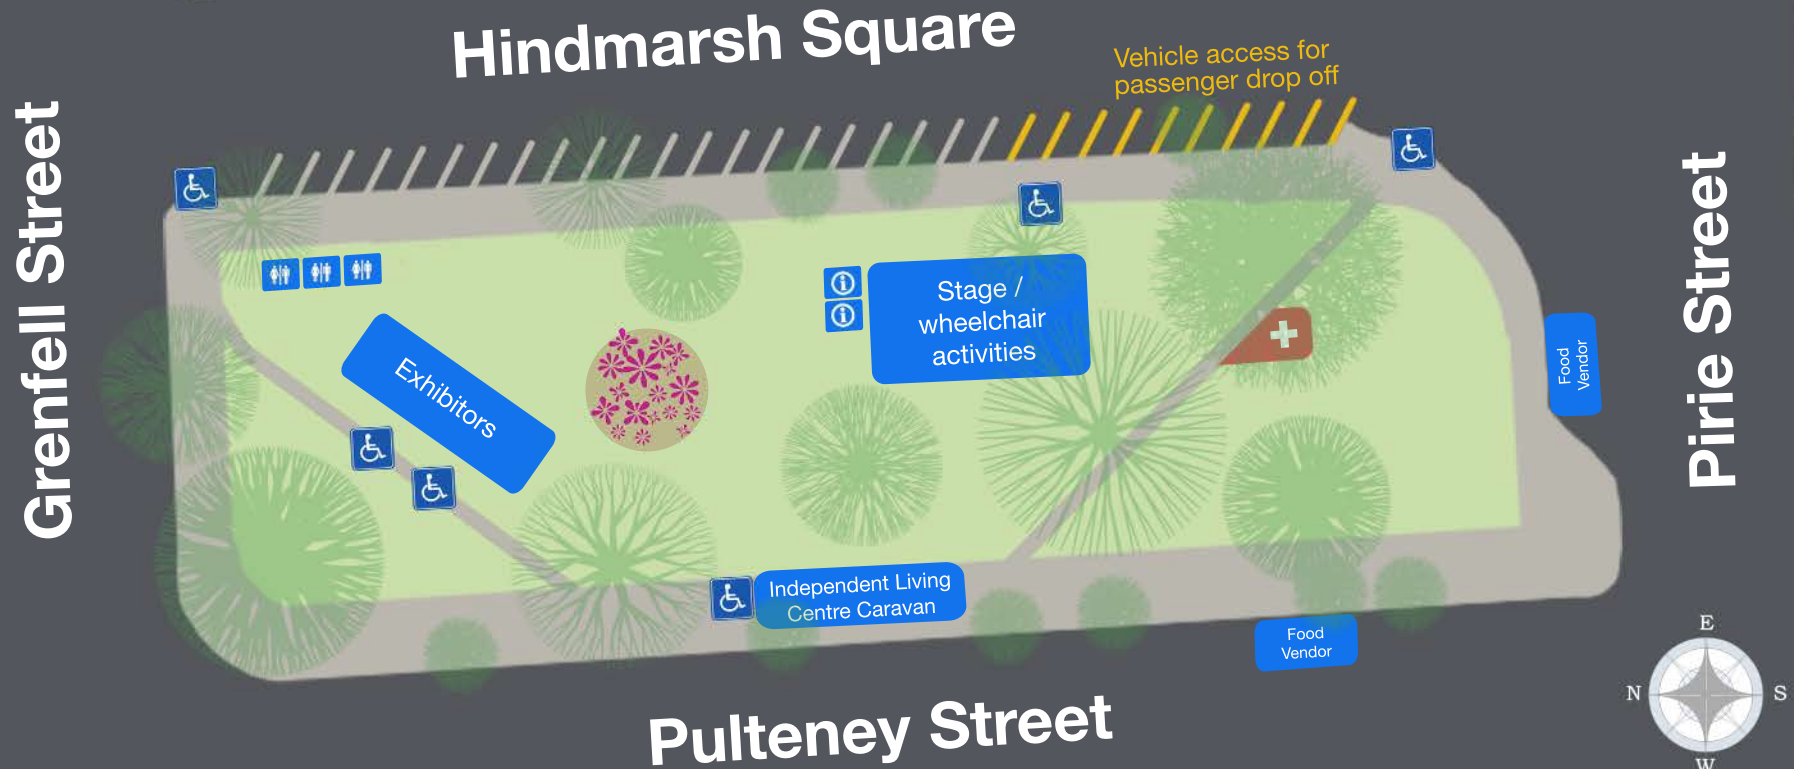 Hindmarsh Square
Vehicle access for
passenger drop off
Grenfell Street
Pirie Street
Stage /
wheelchair
activities
Exhibitors
Food
Vendor
Independent Living
Centre Caravan
Food
Vendor
Pulteney Street
E
N
S
W